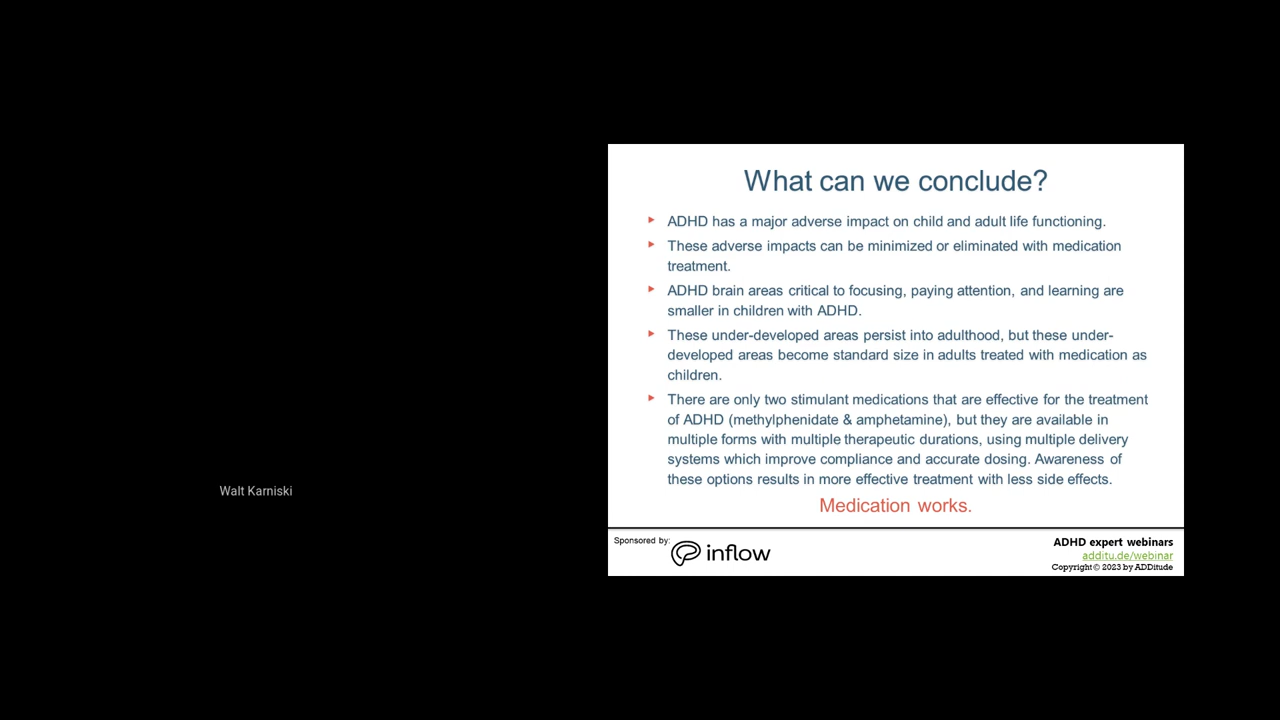 What can we conclude?
ADHD has a major adverse impact on child and adult life functioning.
These adverse impacts can be minimized or eliminated with medication
treatment.
ADHD brain areas critical to focusing, paying attention, and learning are
smaller in children with ADHD.
These under-developed areas persist into adulthood, but these under-
developed areas become standard size in adults treated with medication as
children.
There are only two stimulant medications that are effective for the treatment
of ADHD (methylphenidate & amphetamine), but they are available in
multiple forms with multiple therapeutic durations, using multiple delivery
systems which improve compliance and accurate dosing. Awareness of
these options results in more effective treatment with less side effects.
Medication works.
Walt Karniski
Sponsored by:
inflow
ADHD expert webinars
additu.de/webinar
Copyright © 2023 by ADDitude